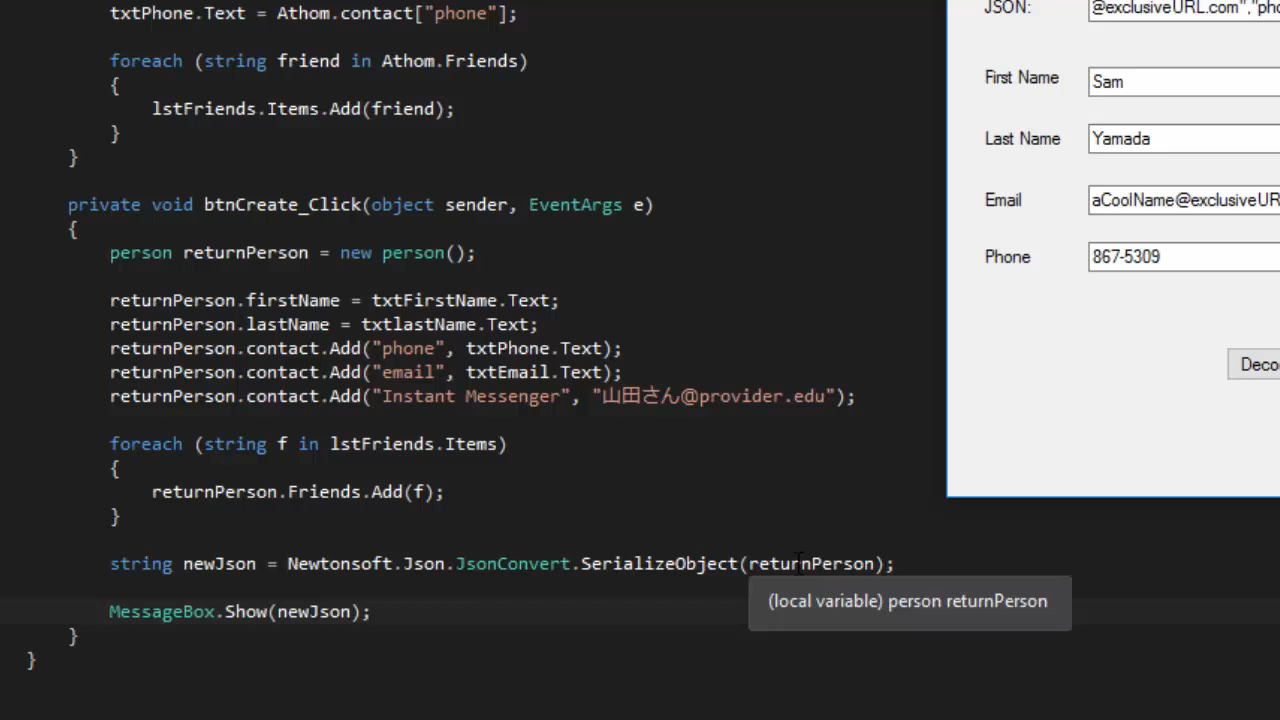 txtPhone.Text = Athom.contact["phone"];
foreach (string friend in Athom.Friends)
{
lstFriends.Items.Add(friend);
}
}
private void btnCreate_Click(object sender, EventArgs e)
{
person returnPerson = new person();
returnPerson.firstName = txtFirstName.Text;
returnPerson.lastName = txtlastName.Text;
returnPerson.contact.Add("phone", txtPhone.Text);
returnPerson.contact.Add("email", txtEmail.Text);
returnPerson.contact.Add("Instant Messenger", "山田さん@provider.edu");
foreach (string f in lstFriends.Items)
{
returnPerson.Friends.Add(f);
}
string newJson = Newtonsoft.Json.JsonConvert.SerializeObject(returnPerson);
(local variable) person returnPerson
MessageBox.Show(newJson);
}
}
JSON: @exclusiveURL.com","pho
First Name Sam
Last Name Yamada
Email aCoolName@exclusiveUR
Phone 867-5309
Deco